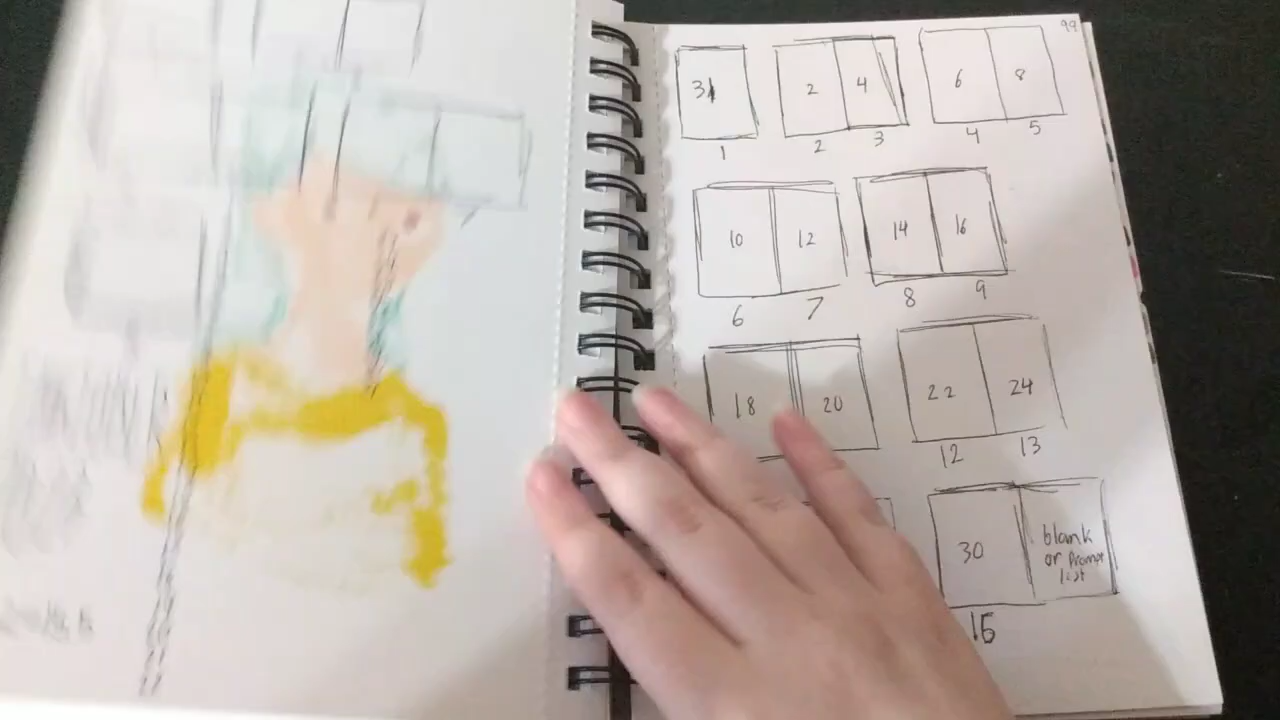 99
31 2 4 6 8
1 2 3 4 5
10 12 14 16
6 7 8 9
18 20 22 24
12 13
30 blank
or Prompt
list
15